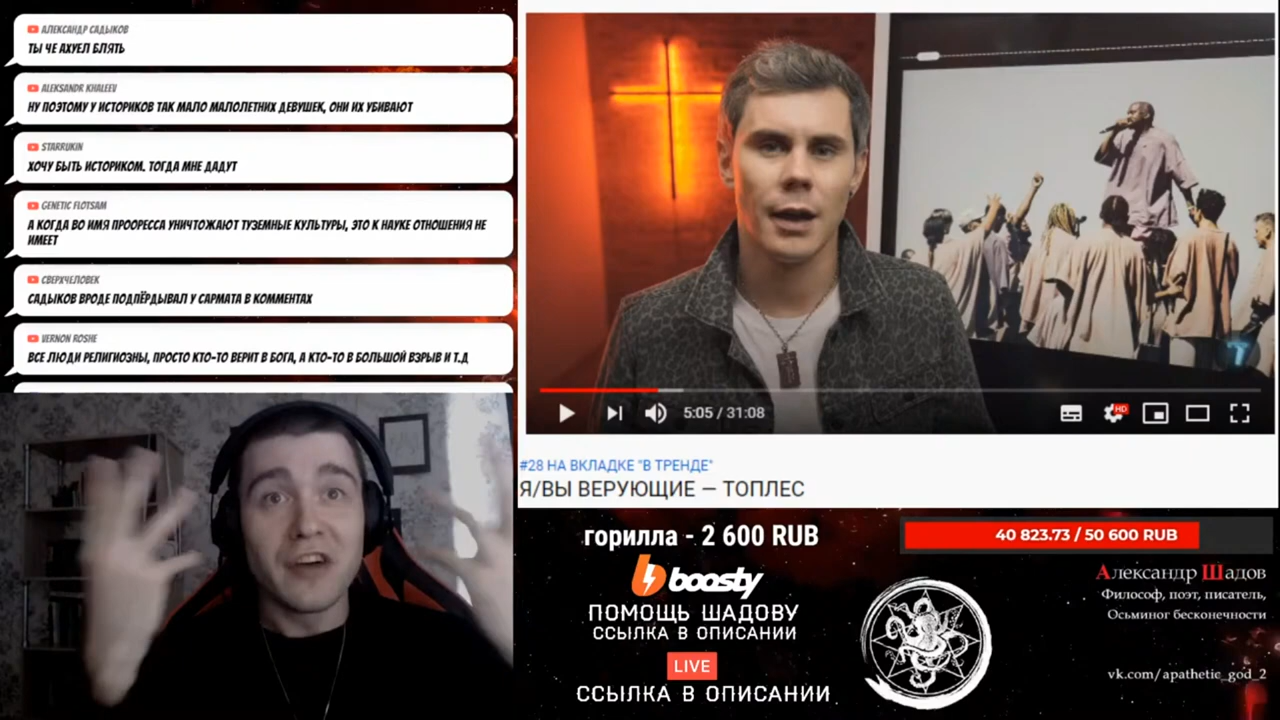 АЛЕКСАНДР САДЫКОВ
ТЫ ЧЕ АХУЕЛ БЛЯТЬ
ALEKSANDR KHALEEV
НУ ПОЭТОМУ У ИСТОРИКОВ ТАК МАЛО МАЛОЛЕТНИХ ДЕВУШЕК, ОНИ ИХ УБИВАЮТ
STARRUKIN
ХОЧУ БЫТЬ ИСТОРИКОМ. ТОГДА МНЕ ДАДУТ
GENETIC FLOTSAM
А КОГДА ВО ИМЯ ПРООРЕССА УНИЧТОЖАЮТ ТУЗЕМНЫЕ КУЛЬТУРЫ, ЭТО К НАУКЕ ОТНОШЕНИЯ НЕ
ИМЕЕТ
СВЕРХЧЕЛОВЕК
САДЫКОВ ВРОДЕ ПОДПЁРДЫВАЛ У САРМАТА В КОММЕНТАХ
VERNON ROSHE
ВСЕ ЛЮДИ РЕЛИГИОЗНЫ, ПРОСТО КТО-ТО ВЕРИТ В БОГА, А КТО-ТО В БОЛЬШОЙ ВЗРЫВ И Т.Д
5:05 / 31:08
HD
#28 НА ВКЛАДКЕ "В ТРЕНДЕ"
Я/ВЫ ВЕРУЮЩИЕ — ТОПЛЕС
горилла - 2 600 RUB
40 823.73 / 50 600 RUB
boosty
ПОМОЩЬ ШАДОВУ
ССЫЛКА В ОПИСАНИИ
LIVE
ССЫЛКА В ОПИСАНИИ
Александр Шадов
Философ, поэт, писатель,
Осьминог бесконечности
vk.com/apathetic_god_2